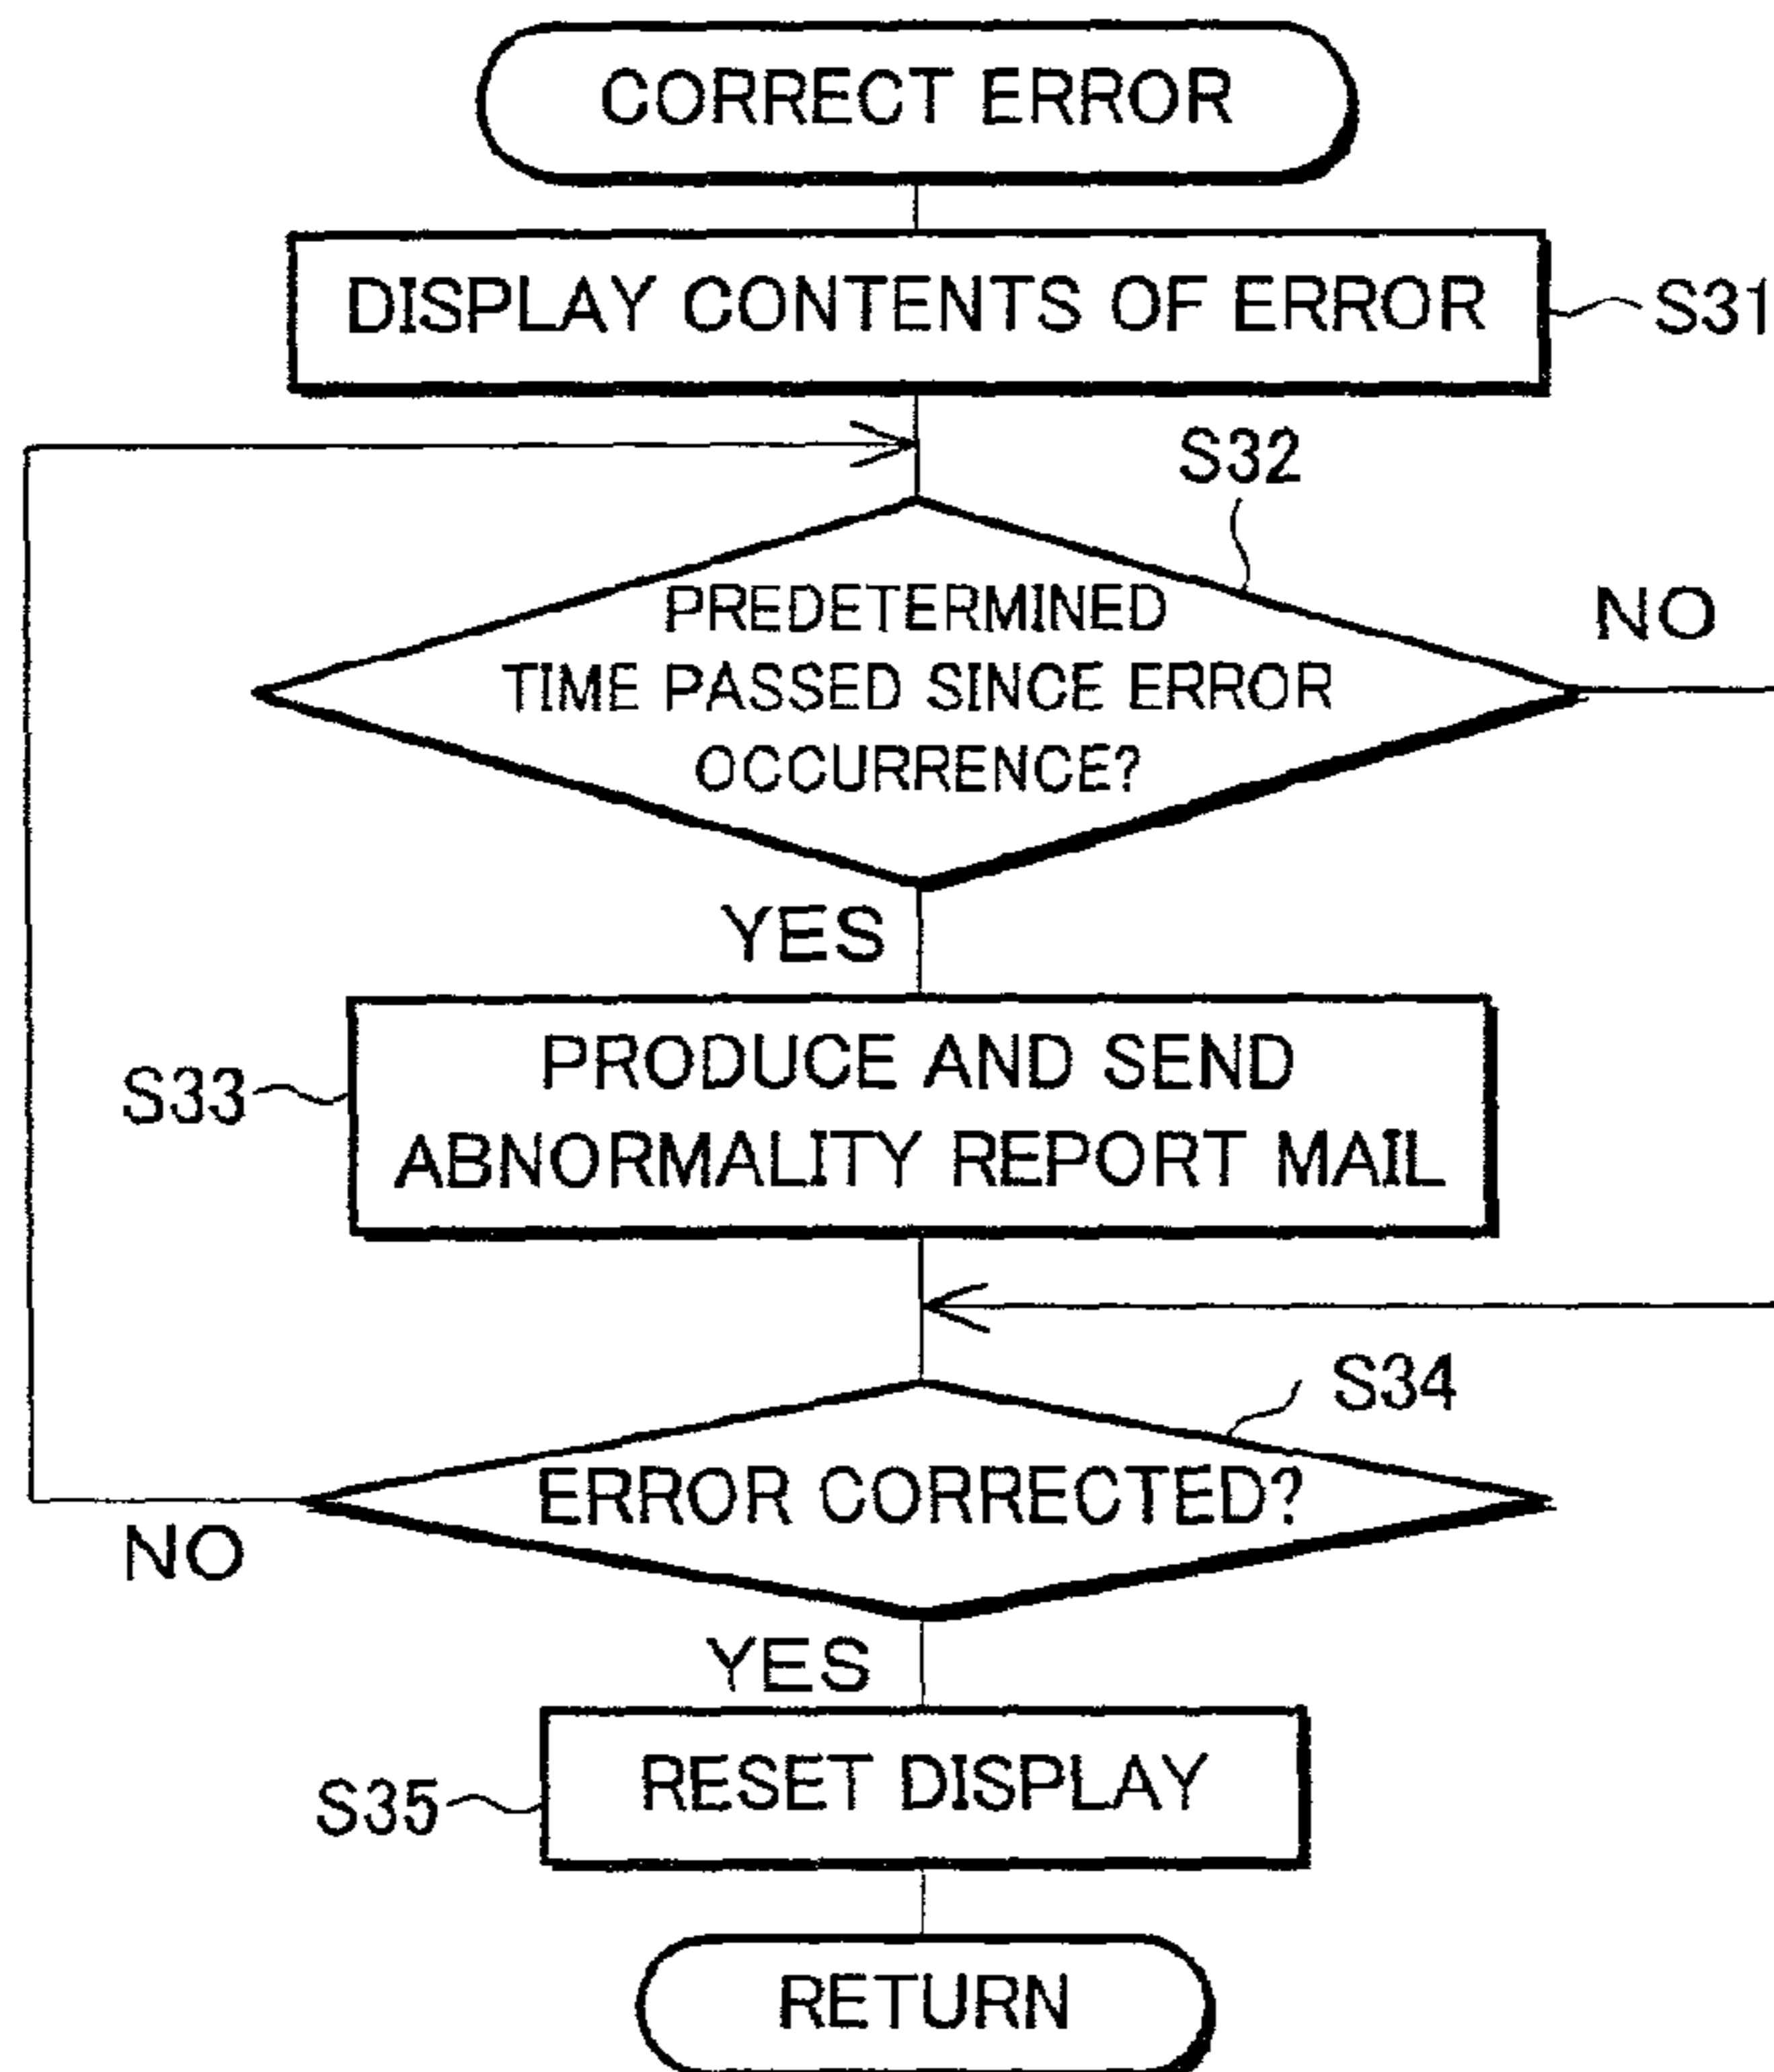 CORRECT ERROR
DISPLAY CONTENTS OF ERROR
S31
S32
PREDETERMINED
TIME PASSED SINCE ERROR
OCCURRENCE?
NO
YES
S33
PRODUCE AND SEND
ABNORMALITY REPORT MAIL
S34
ERROR CORRECTED?
NO
YES
S35
RESET DISPLAY
RETURN